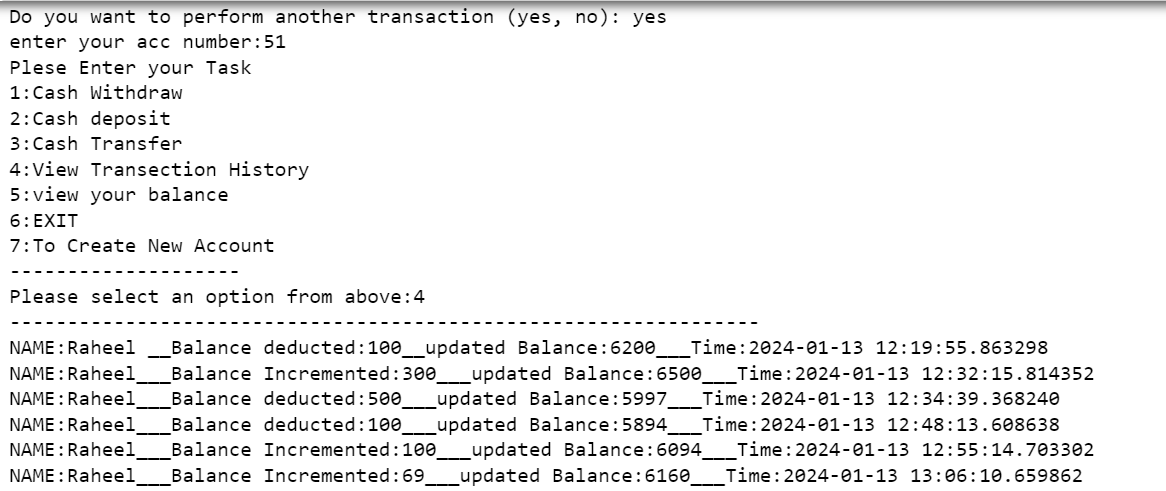 Do you want to perform another transaction (yes, no): yes
enter your acc number:51
Plese Enter your Task
1:Cash Withdraw
2:Cash deposit
3:Cash Transfer
4:View Transection History
5:view your balance
6:EXIT
7:To Create New Account
--------------------
Please select an option from above:4
-----------------------------------------------------------------
NAME:Raheel __Balance deducted:100__updated Balance:6200___Time:2024-01-13 12:19:55.863298
NAME:Raheel___Balance Incremented:300___updated Balance:6500___Time:2024-01-13 12:32:15.814352
NAME:Raheel___Balance deducted:500___updated Balance:5997___Time:2024-01-13 12:34:39.368240
NAME:Raheel___Balance deducted:100___updated Balance:5894___Time:2024-01-13 12:48:13.608638
NAME:Raheel___Balance Incremented:100___updated Balance:6094___Time:2024-01-13 12:55:14.703302
NAME:Raheel___Balance Incremented:69___updated Balance:6160___Time:2024-01-13 13:06:10.659862